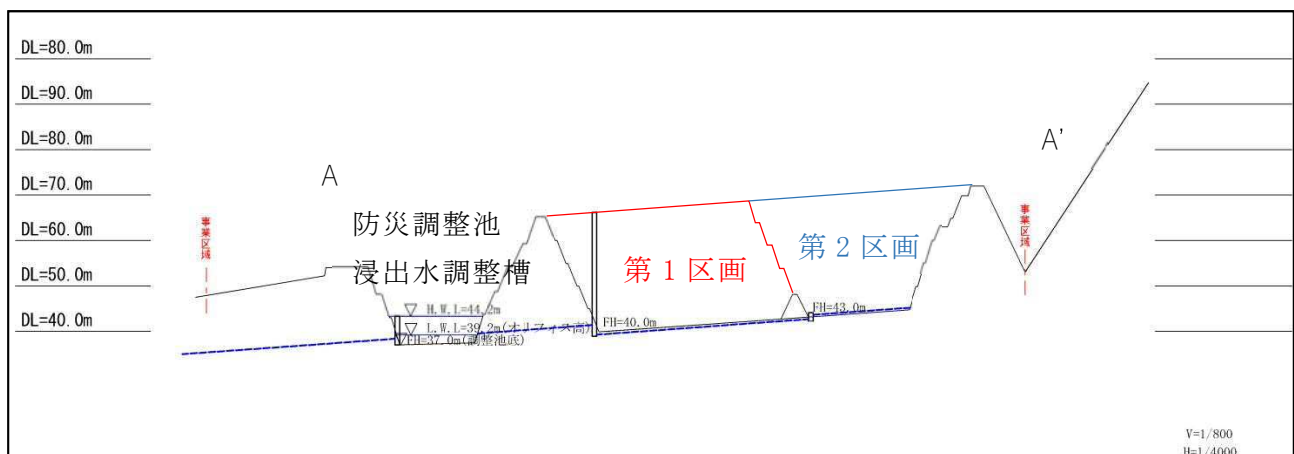 DL=80.0m
DL=90.0m
DL=80.0m
DL=70.0m
DL=60.0m
DL=50.0m
DL=40.0m
A
A'
事業区域
防災調整池
浸出水調整槽
第1区画
第2区画
事業区域
H.W.L=44.2m
L.W.L=39.2m(オリフィス高)
FH=37.0m(調整池底)
FH=40.0m
FH=43.0m
V=1/800
H=1/4000